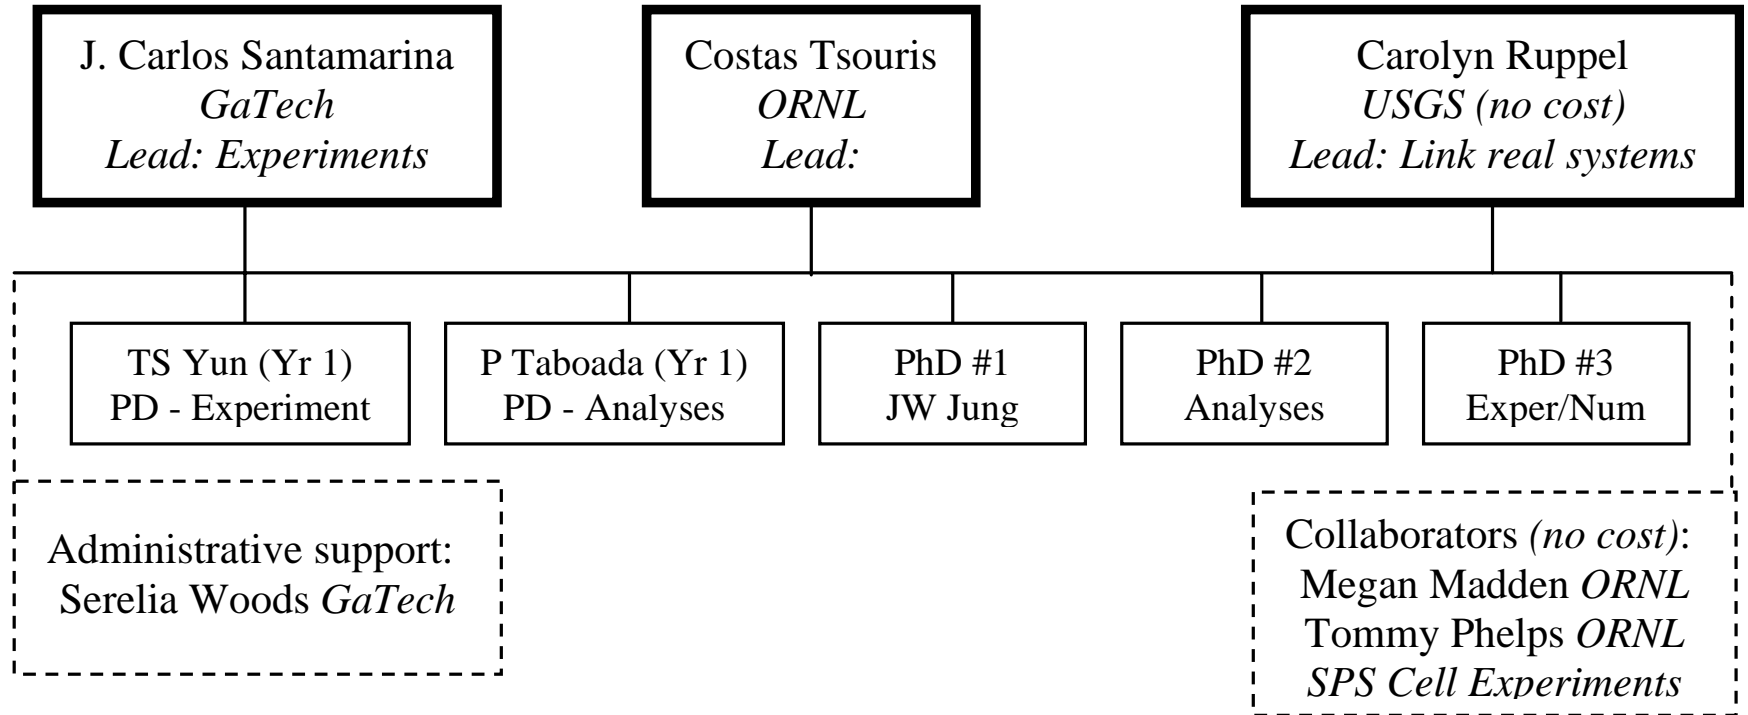 J. Carlos Santamarina
GaTech
Lead: Experiments
Costas Tsouris
ORNL
Lead:
Carolyn Ruppel
USGS (no cost)
Lead: Link real systems
TS Yun (Yr 1)
PD - Experiment
P Taboada (Yr 1)
PD - Analyses
PhD #1
JW Jung
PhD #2
Analyses
PhD #3
Exper/Num
Administrative support:
Serelia Woods GaTech
Collaborators (no cost):
Megan Madden ORNL
Tommy Phelps ORNL
SPS Cell Experiments